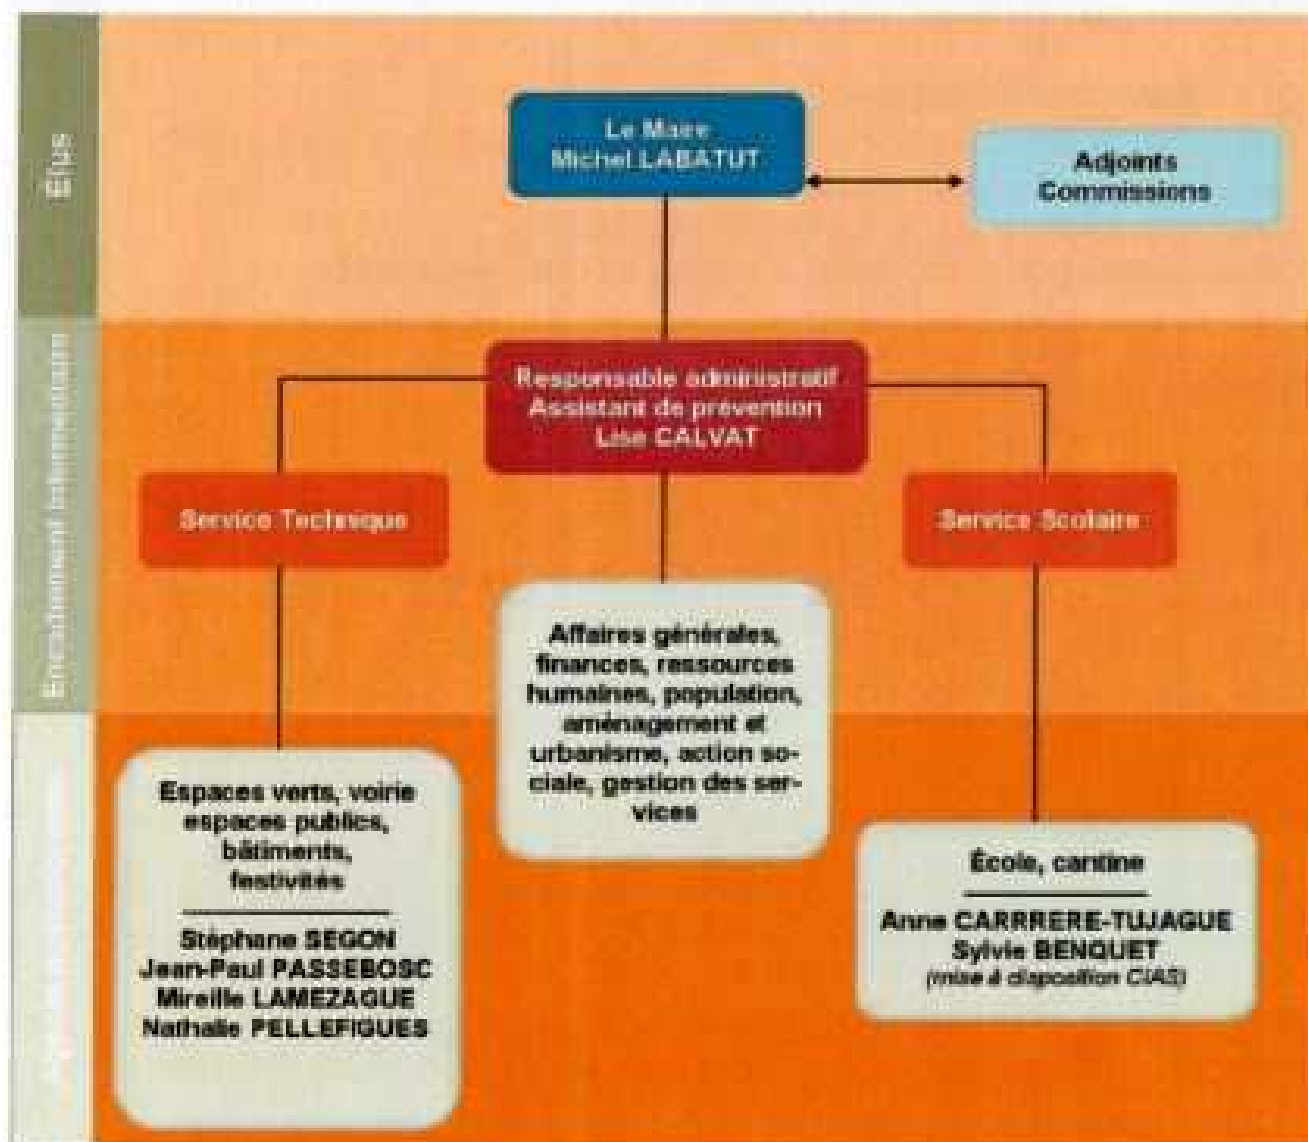 Élus
Le Maire
Michel LABATUT
Adjoints
Commissions
Encadrement intermédiaire
Responsable administratif
Assistant de prévention
Lise CALVAT
Service Technique
Service Scolaire
Affaires générales,
finances, ressources
humaines, population,
aménagement et
urbanisme, action so-
ciale, gestion des ser-
vices
Espaces verts, voirie
espaces publics,
bâtiments,
festivités
Stéphane SEGON
Jean-Paul PASSEBOSC
Mireille LAMEZAGUE
Nathalie PELLEFIGUES
École, cantine
Anne CARRRERE-TUJAGUE
Sylvie BENQUET
(mise à disposition CIAS)